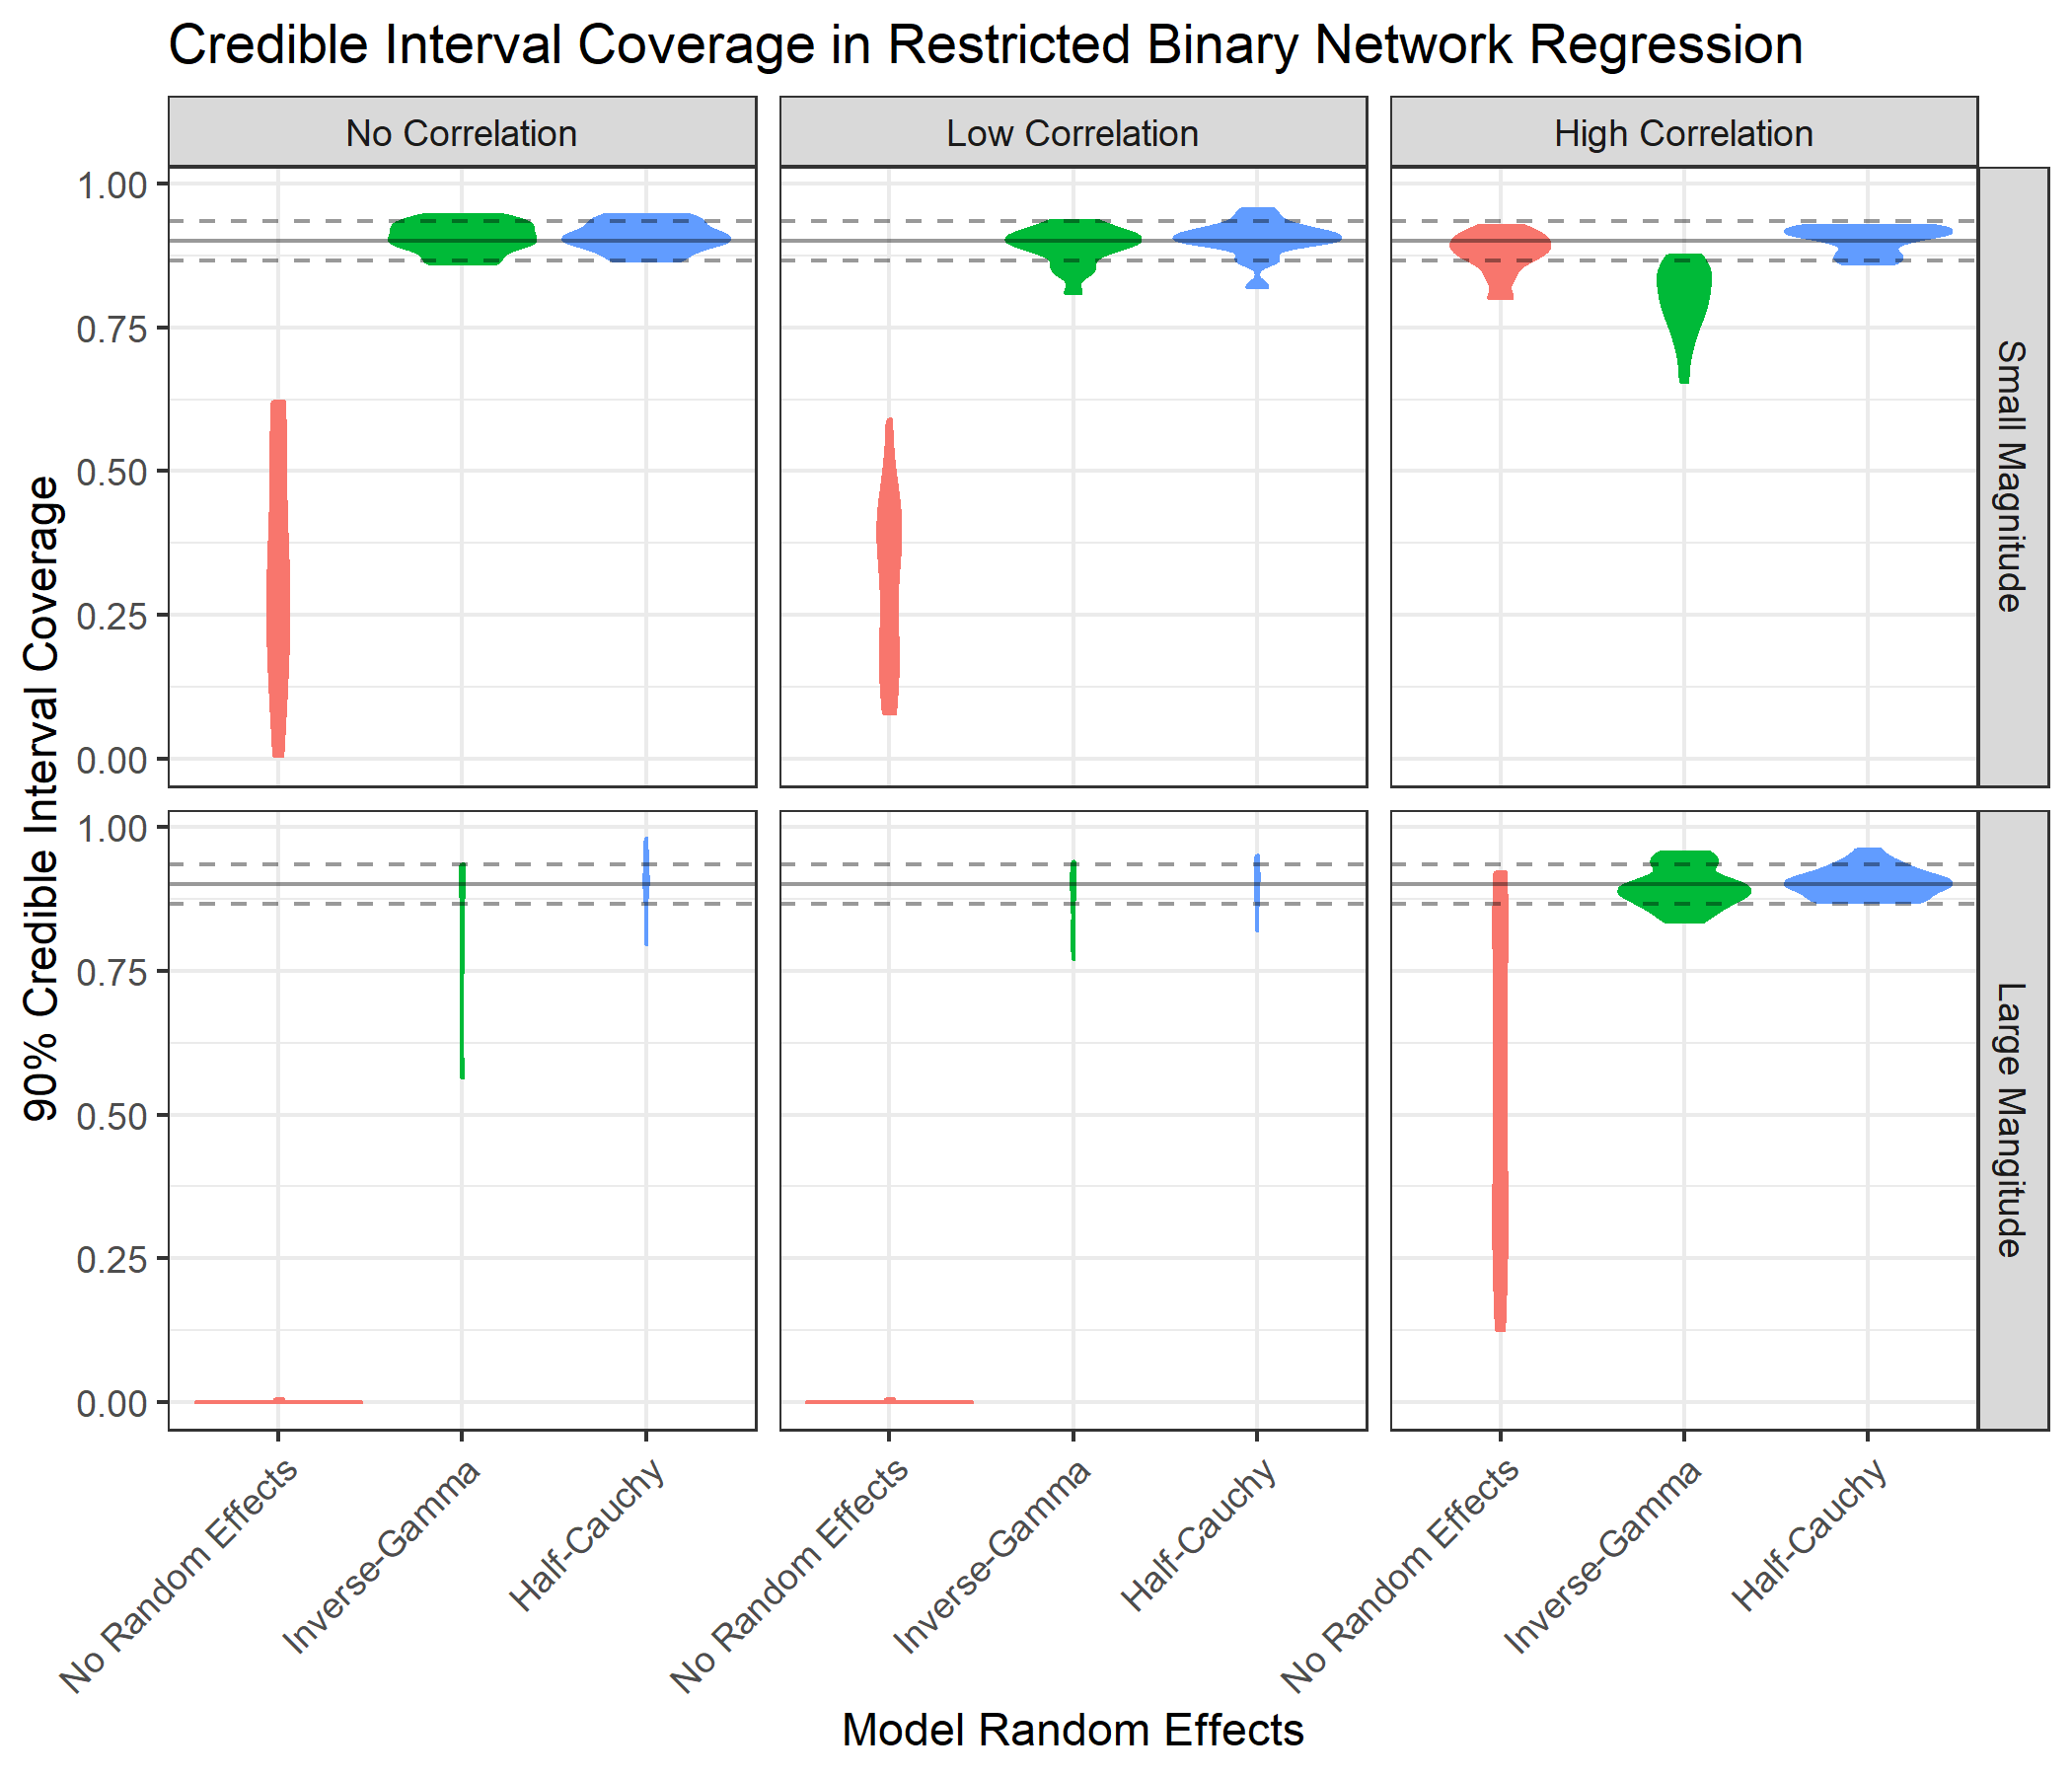 Credible Interval Coverage in Restricted Binary Network Regression
No Correlation
Low Correlation
High Correlation
90% Credible Interval Coverage
1.00
0.75
0.50
0.25
0.00
Small Magnitude
1.00
0.75
0.50
0.25
0.00
Large Mangitude
No Random Effects
Inverse-Gamma
Half-Cauchy
No Random Effects
Inverse-Gamma
Half-Cauchy
No Random Effects
Inverse-Gamma
Half-Cauchy
Model Random Effects